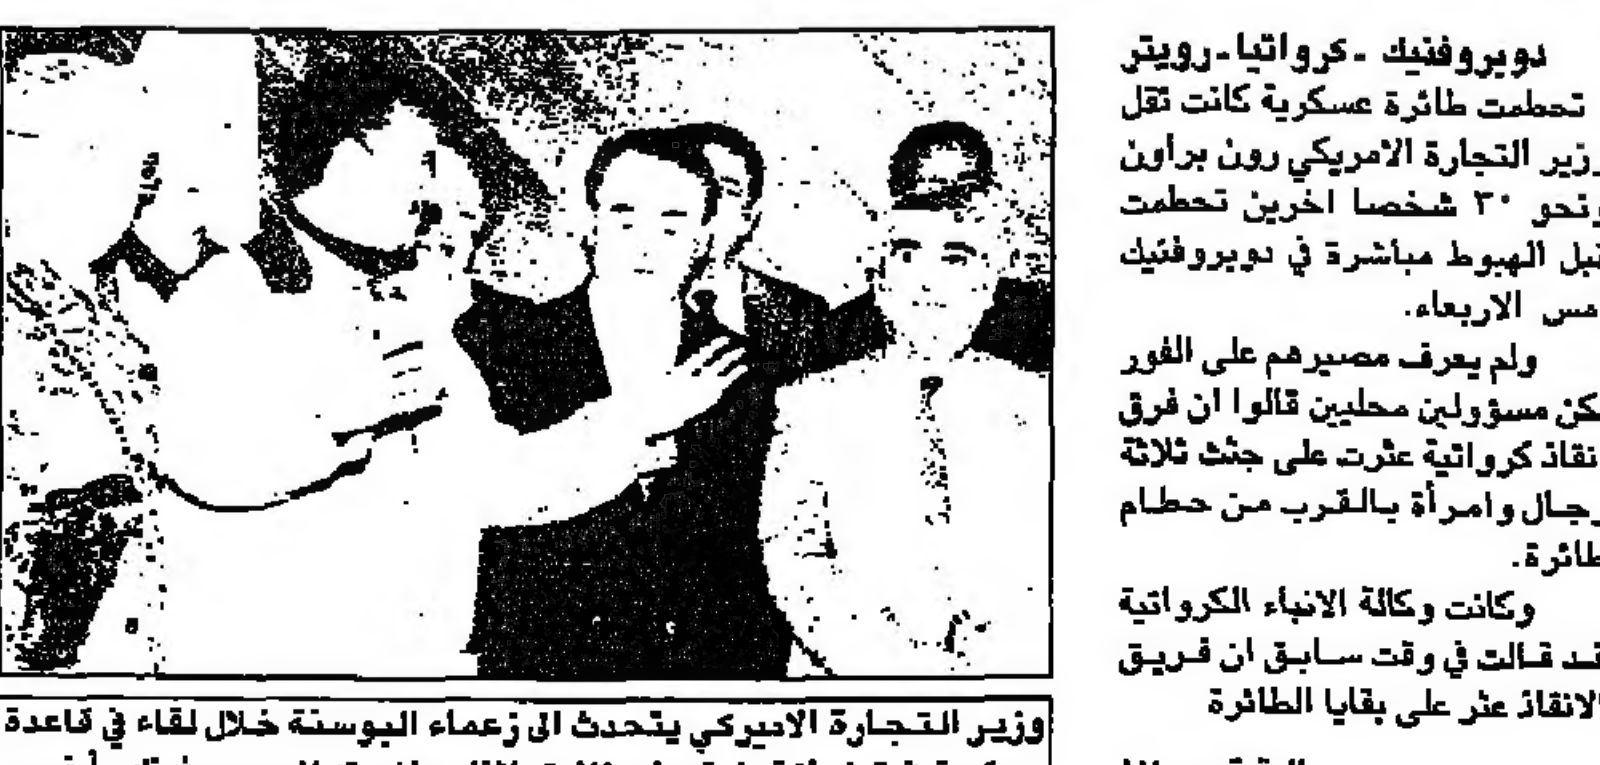 دوبروفنيك ـ كرواتيا ـ رويتر
تحطمت طائرة عسكرية كانت تقل
وزير التجارة الامريكي رون براون
ونحو ٣٠ شخصا اخرين تحطمت
قبل الهبوط مباشرة في دوبروفنيك
امس الاربعاء.
ولم يعرف مصيرهم على الفور
لكن مسؤولين محليين قالوا ان فرق
انقاذ كرواتية عثرت على جثث ثلاثة
رجال وامرأة بالقرب من حطام
طائرة.
وكانت وكالة الانباء الكرواتية
قد قالت في وقت سابق ان فريق
الانقاذ عثر على بقايا الطائرة
وزير التجارة الاميركي يتحدث الى زعماء البوسنة خلال لقاء في قاعدة